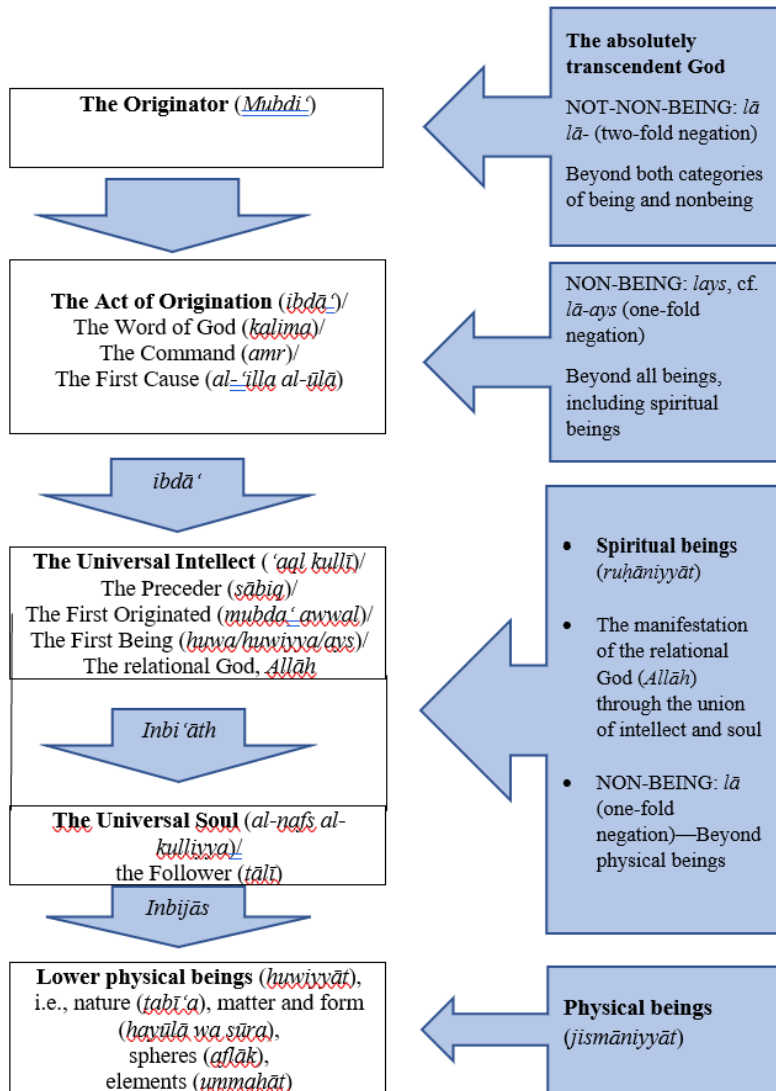 The Originator (Mubdiʻ)
The absolutely
transcendent God
NOT-NON-BEING: lā
lā- (two-fold negation)
Beyond both categories
of being and nonbeing
The Act of Origination (ibdāʻ)/
The Word of God (kalima)/
The Command (amr)/
The First Cause (al-ʻilla al-ūlā)
NON-BEING: lays, cf.
lā-ays (one-fold
negation)
Beyond all beings,
including spiritual
beings
ibdāʻ
The Universal Intellect (ʻaql kullī)/
The Preceder (sābiq)/
The First Originated (mubdaʻ awwal)/
The First Being (huwa/huwiyya/ays)/
The relational God, Allāh
Inbiʻāth
The Universal Soul (al-nafs al-
kulliyya)/
the Follower (tālī)
• Spiritual beings
(ruḥāniyyāt)
• The manifestation
of the relational
God (Allāh)
through the union
of intellect and soul
• NON-BEING: lā
(one-fold
negation)—Beyond
physical beings
Inbijās
Lower physical beings (huwiyyāt),
i.e., nature (ṭabīʻa), matter and form
(hayūlā wa ṣūra),
spheres (aflāk),
elements (ummahāt)
Physical beings
(jismāniyyāt)